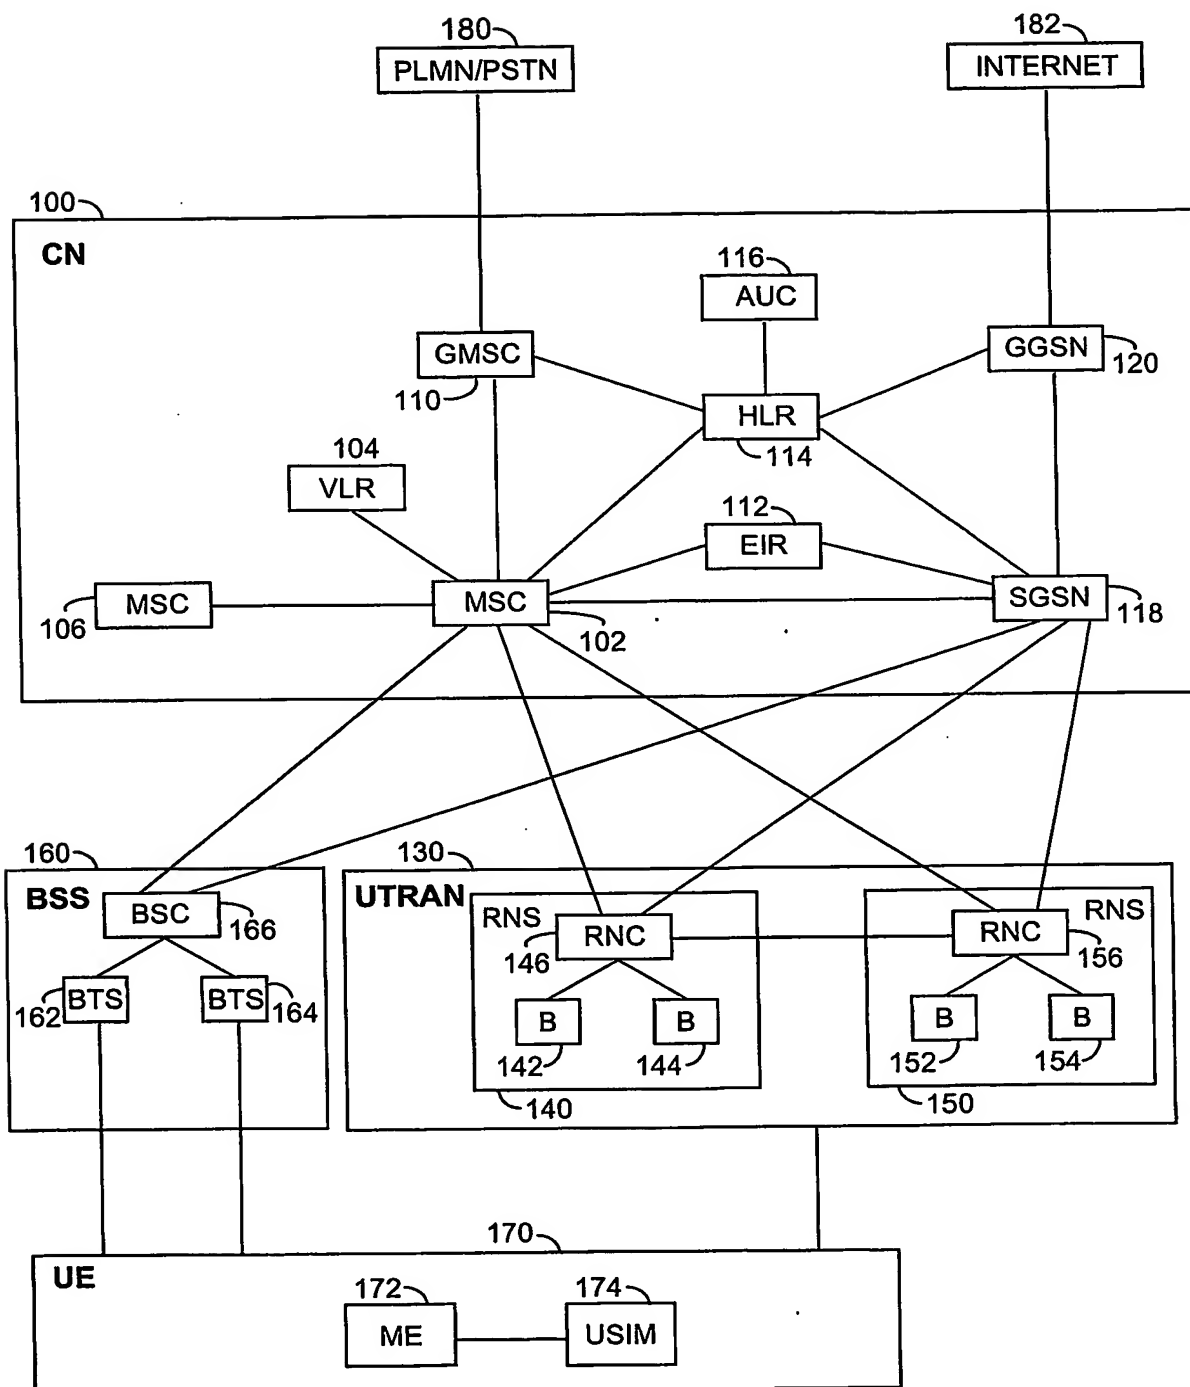 180
PLMN/PSTN
182
INTERNET
100
CN
116
AUC
GMSC
110
GGSN
120
HLR
114
104
VLR
112
EIR
MSC
106
MSC
102
SGSN
118
160
BSS
BSC
166
162
BTS
BTS
164
130
UTRAN
RNS
RNC
146
B
142
B
144
140
RNS
RNC
156
B
152
B
154
150
170
UE
172
ME
174
USIM